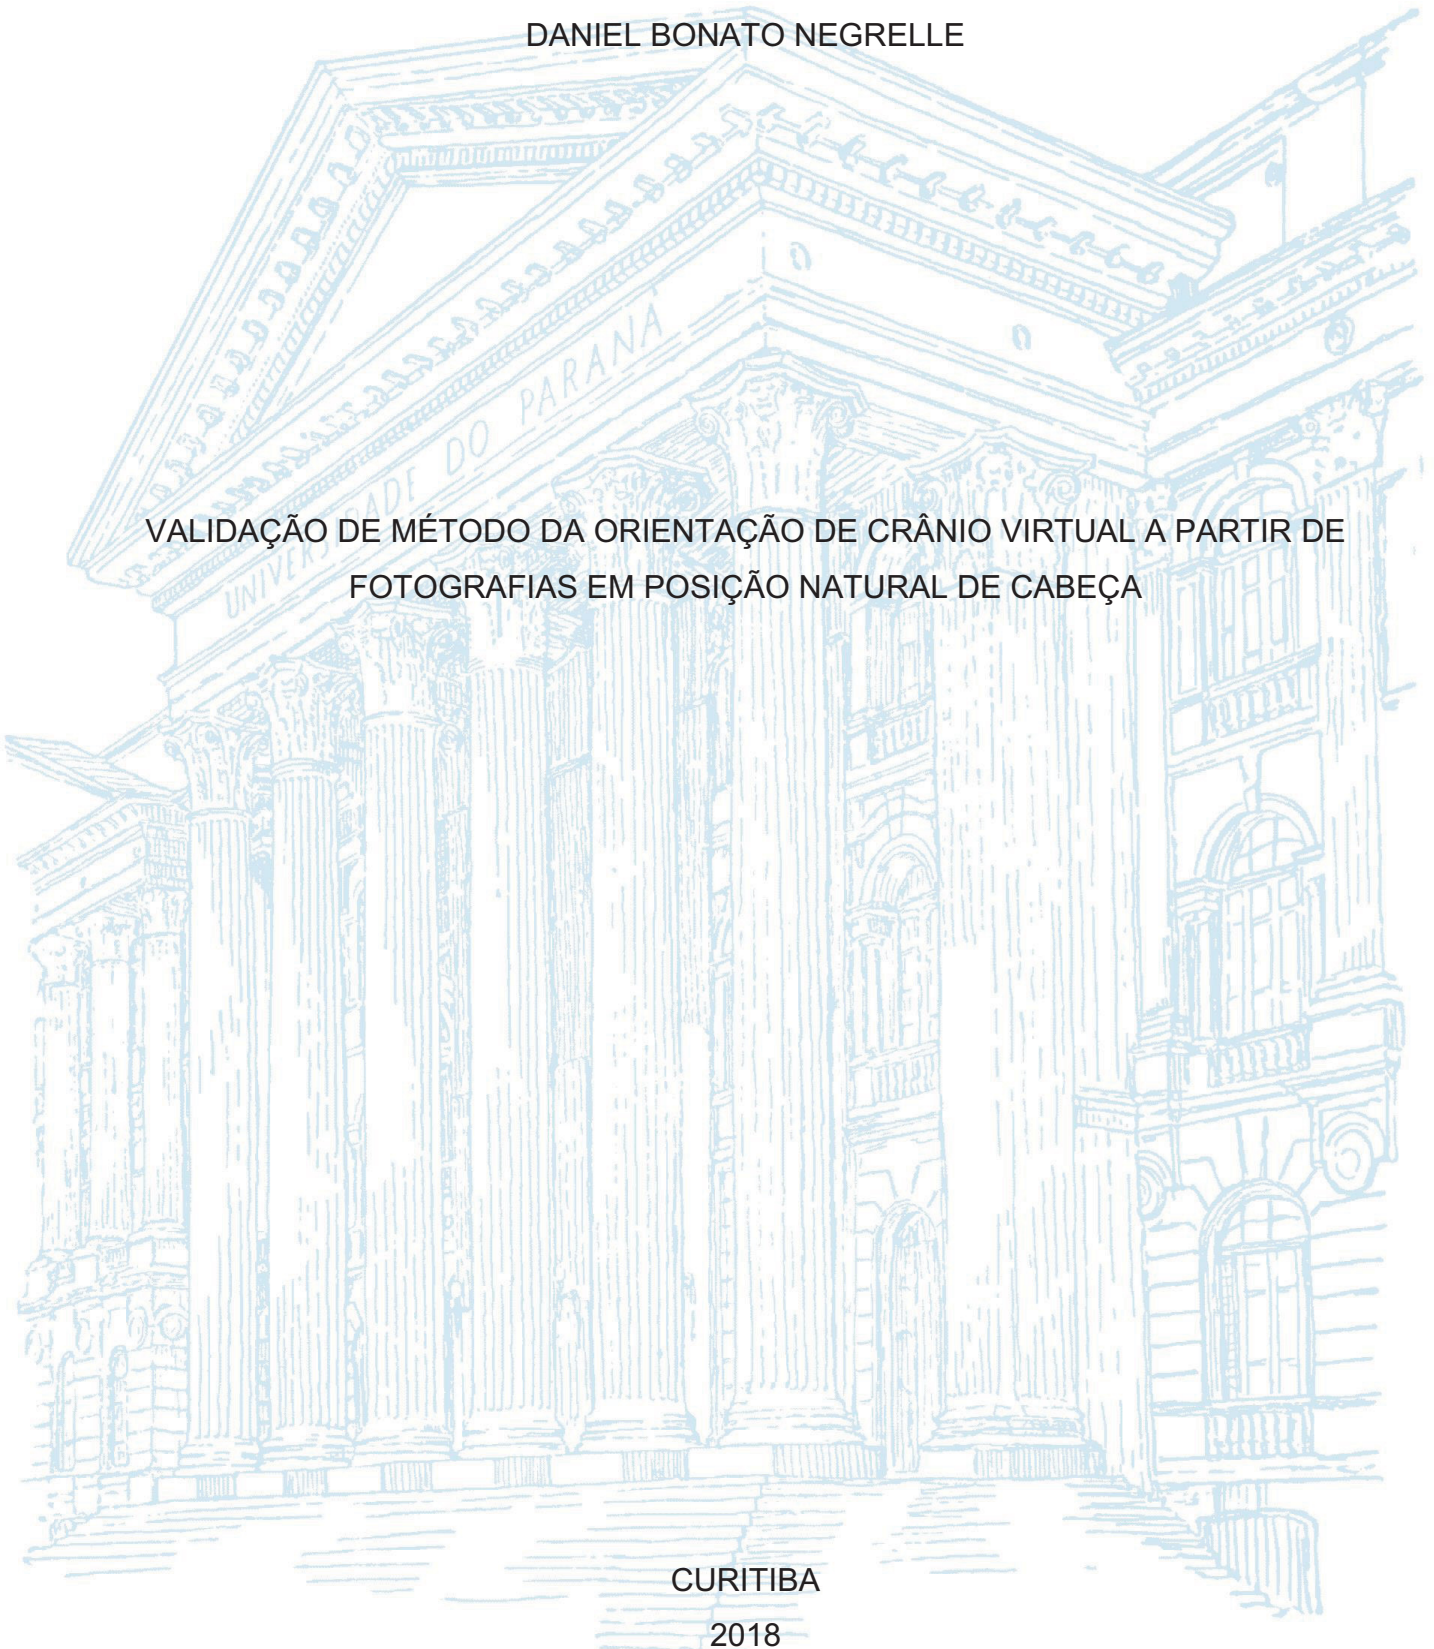 DANIEL BONATO NEGRELLE
UNIVERSIDADE DO PARANÁ
VALIDAÇÃO DE MÉTODO DA ORIENTAÇÃO DE CRÂNIO VIRTUAL A PARTIR DE
FOTOGRAFIAS EM POSIÇÃO NATURAL DE CABEÇA
CURITIBA
2018